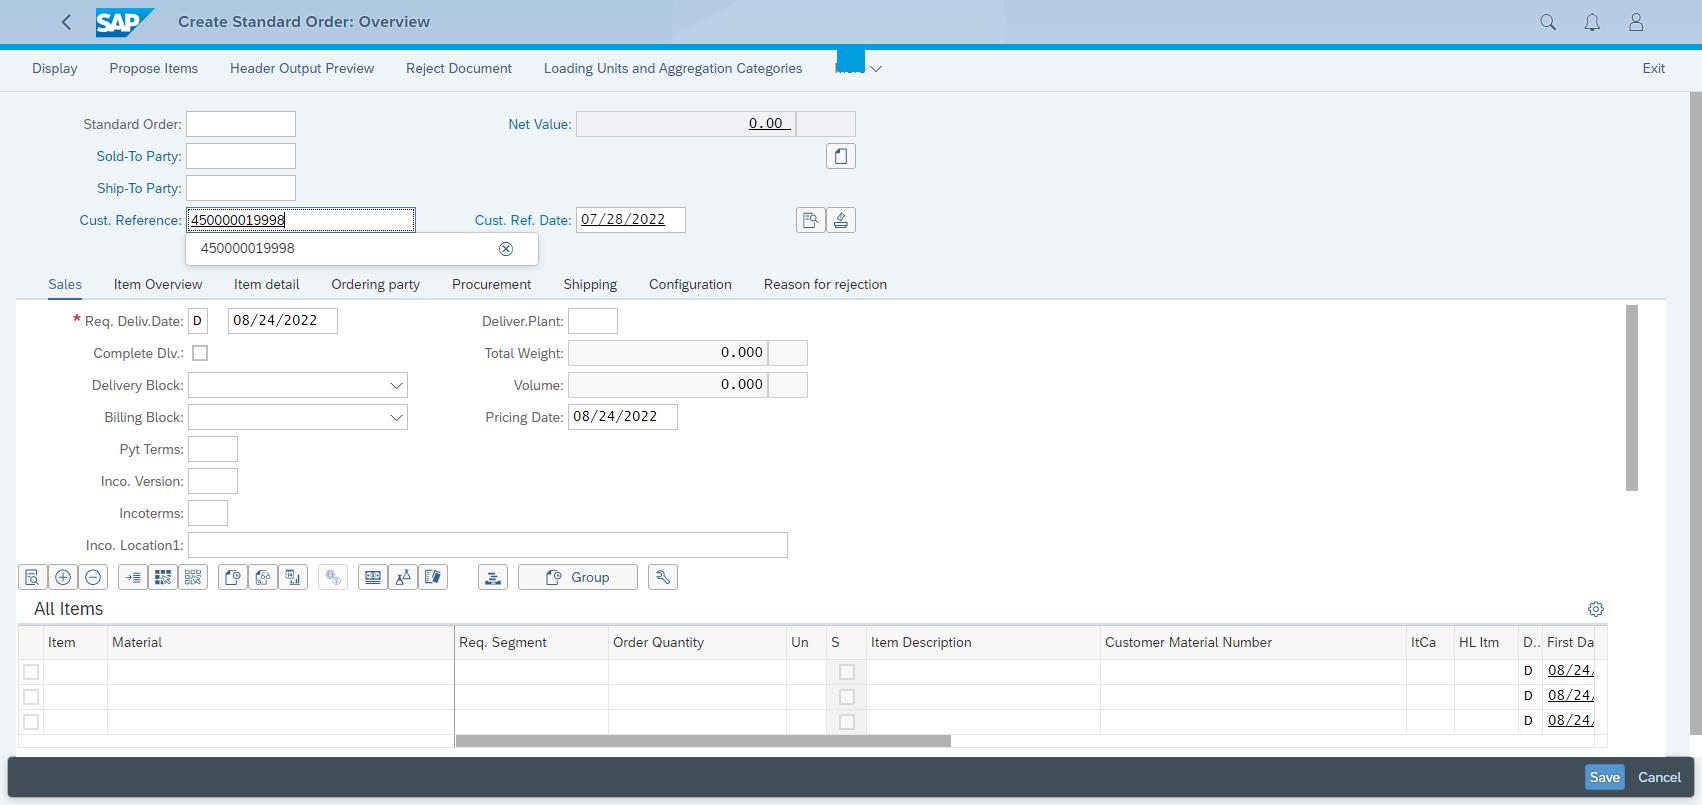 SAP Create Standard Order: Overview
Display Propose Items Header Output Preview Reject Document Loading Units and Aggregation Categories Exit
Standard Order: Net Value: 0.00
Sold-To Party:
Ship-To Party:
Cust. Reference: 450000019998 Cust. Ref. Date: 07/28/2022
450000019998
Sales Item Overview Item detail Ordering party Procurement Shipping Configuration Reason for rejection
* Req. Deliv.Date: D 08/24/2022 Deliver.Plant:
Complete Dlv.: Total Weight: 0.000
Delivery Block: Volume: 0.000
Billing Block: Pricing Date: 08/24/2022
Pyt Terms:
Inco. Version:
Incoterms:
Inco. Location1:
Group
All Items
Item Material Req. Segment Order Quantity Un S Item Description Customer Material Number ItCa HL Itm D.. First Da
D 08/24/
D 08/24/
D 08/24/
Save Cancel